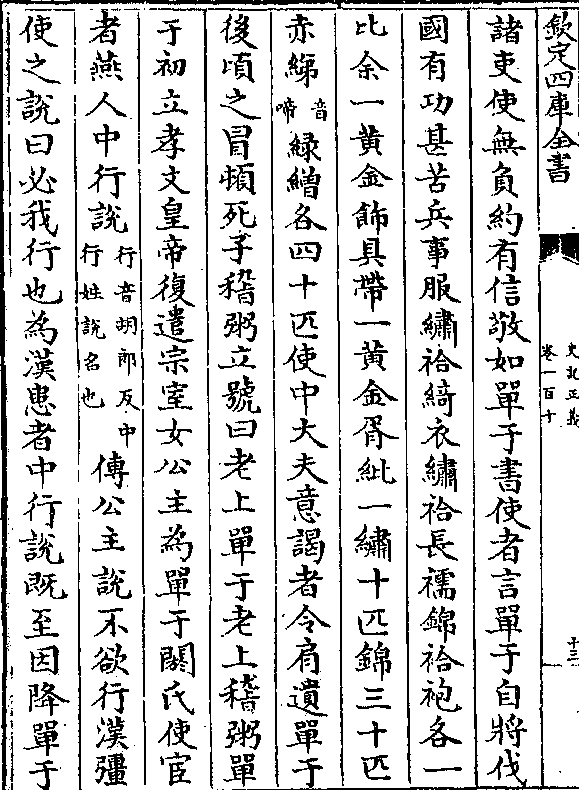 欽定四庫全書
史記正義
卷一百十
十三
諸吏使無負約有信敬如單于書使者言單于自將伐
國有功甚苦兵事服繡袷綺衣繡袷長襦錦袷袍各一
比余一黃金飾具帶一黃金胥紕一繡十匹錦三十匹
赤綈音啼緑繒各四十匹使中大夫意謁者令肩遺單于
後頃之冒頓死子稽粥立號曰老上單于老上稽粥單
于初立孝文皇帝復遣宗室女公主為單于閼氏使宦
者燕人中行說行音胡郎反中行姓說名也傅公主說不欲行漢彊
使之說曰必我行也為漢患者中行說既至因降單于